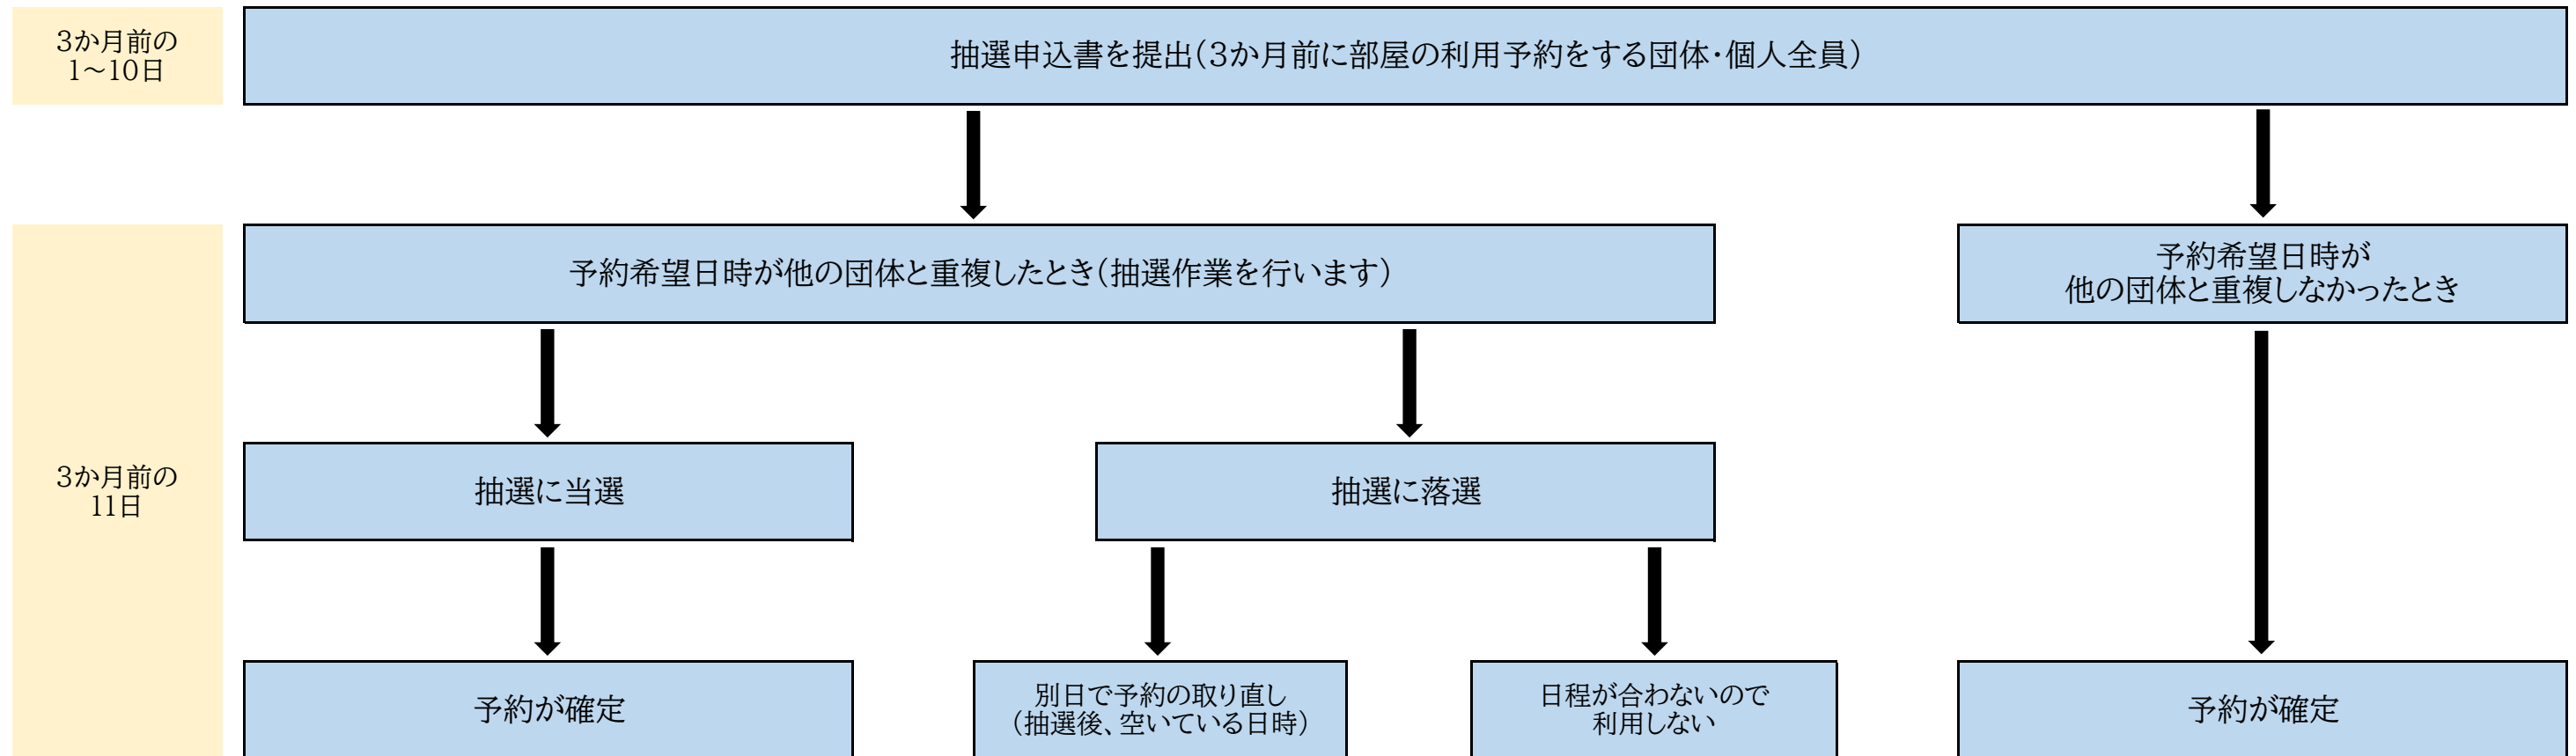 3か月前の
1～10日
抽選申込書を提出（3か月前に部屋の利用予約をする団体・個人全員）
3か月前の
11日
予約希望日時が他の団体と重複したとき（抽選作業を行います）
予約希望日時が
他の団体と重複しなかったとき
抽選に当選
抽選に落選
予約が確定
別日で予約の取り直し
（抽選後、空いている日時）
日程が合わないので
利用しない
予約が確定